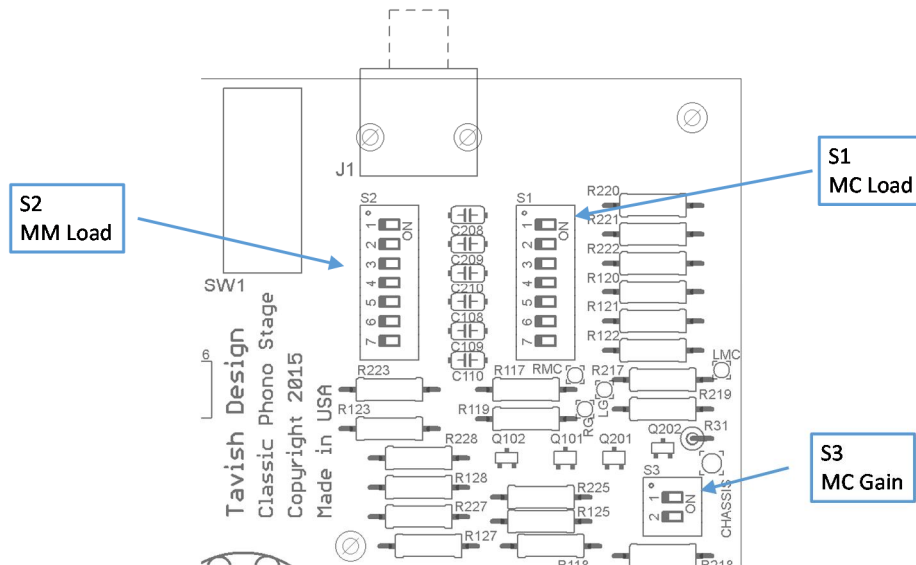 J1
S2
S1
1
2
3
4
5
6
7
ON
1
2
3
4
5
6
7
ON
C208
C209
C210
C108
C109
C110
R220
R221
R222
R120
R121
R122
S1
MC Load
S2
MM Load
SW1
6
Tavish Design
Classic Phono Stage
Copyright 2015
Made in USA
R223
R123
R228
R128
R227
R127
R117
R119
RMC
R217
LMC
R219
RG
LG
R31
Q102
Q101
Q201
Q202
S3
1
2
ON
CHASSIS
R225
R125
R118
R218
S3
MC Gain